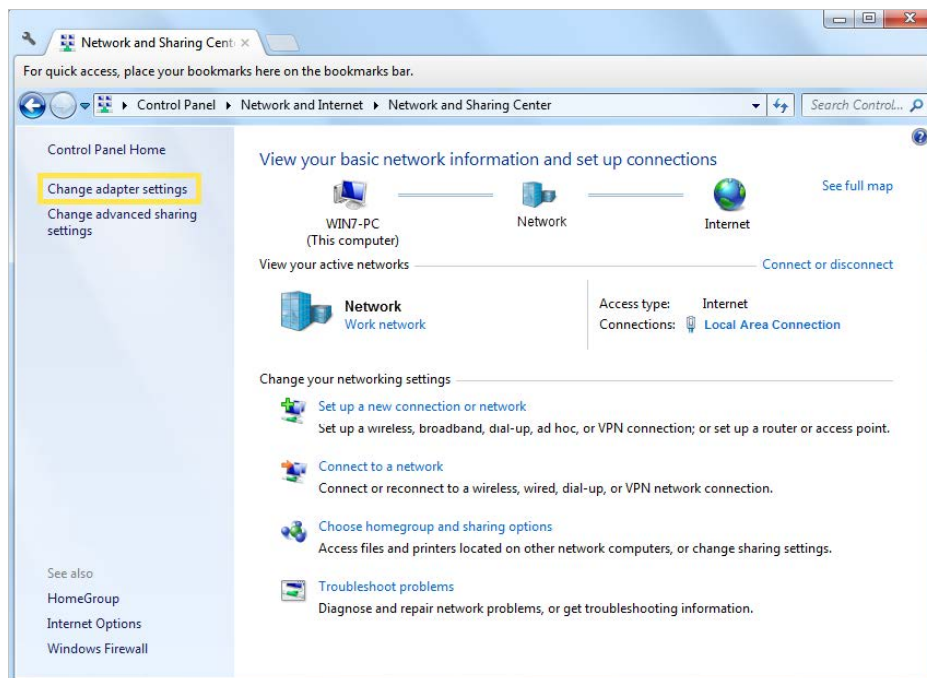 Network and Sharing Cent
For quick access, place your bookmarks here on the bookmarks bar.
Control Panel Network and Internet Network and Sharing Center Search Control...
Control Panel Home
Change adapter settings
Change advanced sharing
settings
View your basic network information and set up connections
See full map
WIN7-PC
(This computer)
Network
Internet
View your active networks Connect or disconnect
Network
Work network
Access type: Internet
Connections: Local Area Connection
Change your networking settings
Set up a new connection or network
Set up a wireless, broadband, dial-up, ad hoc, or VPN connection; or set up a router or access point.
Connect to a network
Connect or reconnect to a wireless, wired, dial-up, or VPN network connection.
Choose homegroup and sharing options
Access files and printers located on other network computers, or change sharing settings.
Troubleshoot problems
Diagnose and repair network problems, or get troubleshooting information.
See also
HomeGroup
Internet Options
Windows Firewall